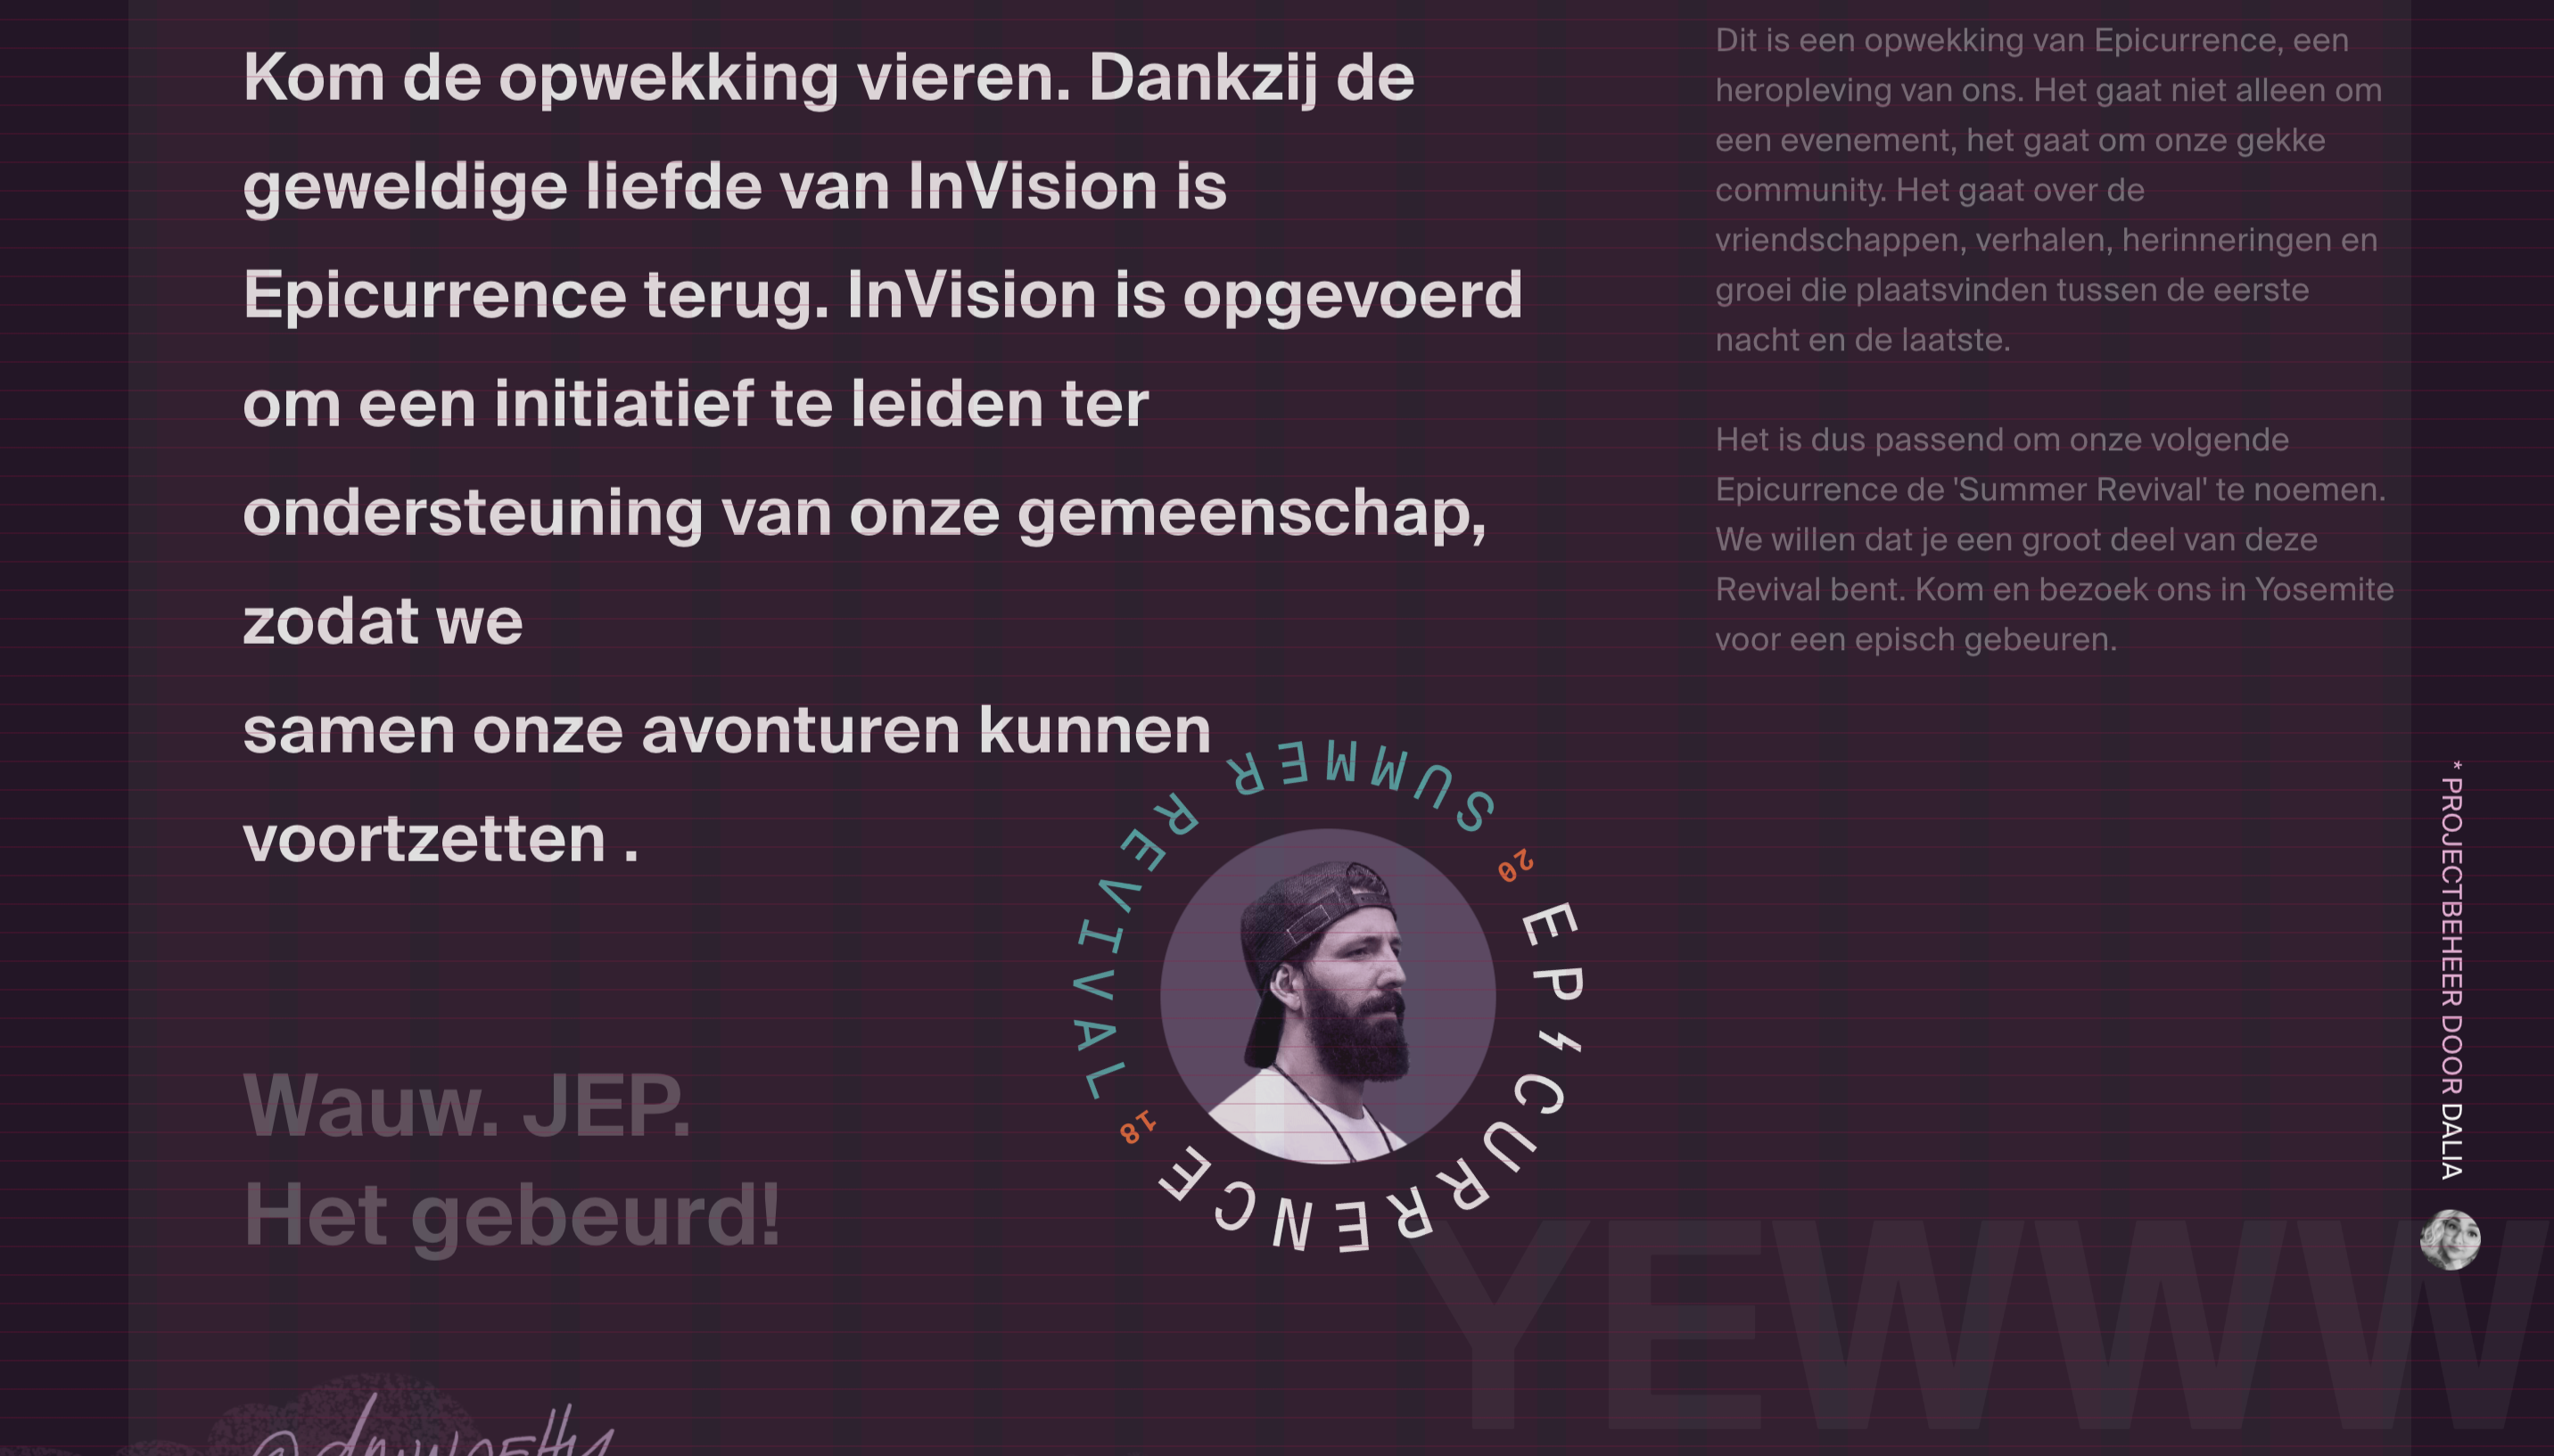 Kom de opwekking vieren. Dankzij de
geweldige liefde van InVision is
Epicurrence terug. InVision is opgevoerd
om een initiatief te leiden ter
ondersteuning van onze gemeenschap,
zodat we
samen onze avonturen kunnen
voortzetten .
Dit is een opwekking van Epicurrence, een
heropleving van ons. Het gaat niet alleen om
een evenement, het gaat om onze gekke
community. Het gaat over de
vriendschappen, verhalen, herinneringen en
groei die plaatsvinden tussen de eerste
nacht en de laatste.
Het is dus passend om onze volgende
Epicurrence de 'Summer Revival' te noemen.
We willen dat je een groot deel van deze
Revival bent. Kom en bezoek ons in Yosemite
voor een episch gebeuren.
SUMMER REVIVAL
18
EPICURRENCE
20
* PROJECTBEHEER DOOR DALIA
Wauw. JEP.
Het gebeurd!
YEWWW